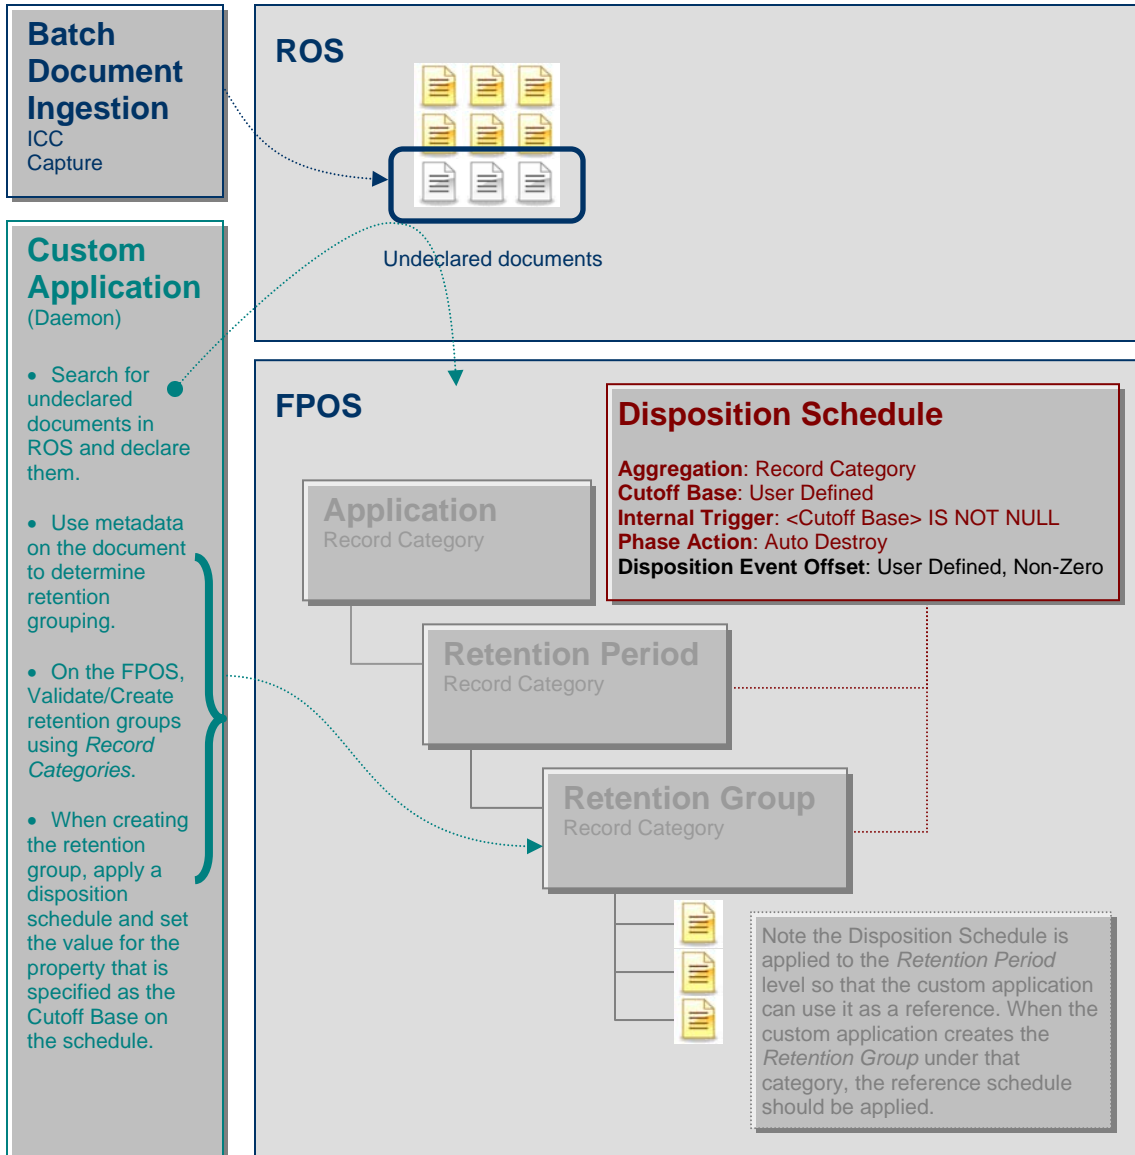 Batch
Document
Ingestion
ICC
Capture
ROS
Undeclared documents
Custom
Application
(Daemon)
• Search for
undeclared
documents in
ROS and declare
them.
• Use metadata
on the document
to determine
retention
grouping.
• On the FPOS,
Validate/Create
retention groups
using Record
Categories.
• When creating
the retention
group, apply a
disposition
schedule and set
the value for the
property that is
specified as the
Cutoff Base on
the schedule.
FPOS
Disposition Schedule
Aggregation: Record Category
Cutoff Base: User Defined
Internal Trigger: <Cutoff Base> IS NOT NULL
Phase Action: Auto Destroy
Disposition Event Offset: User Defined, Non-Zero
Application
Record Category
Retention Period
Record Category
Retention Group
Record Category
Note the Disposition Schedule is
applied to the Retention Period
level so that the custom application
can use it as a reference. When the
custom application creates the
Retention Group under that
category, the reference schedule
should be applied.